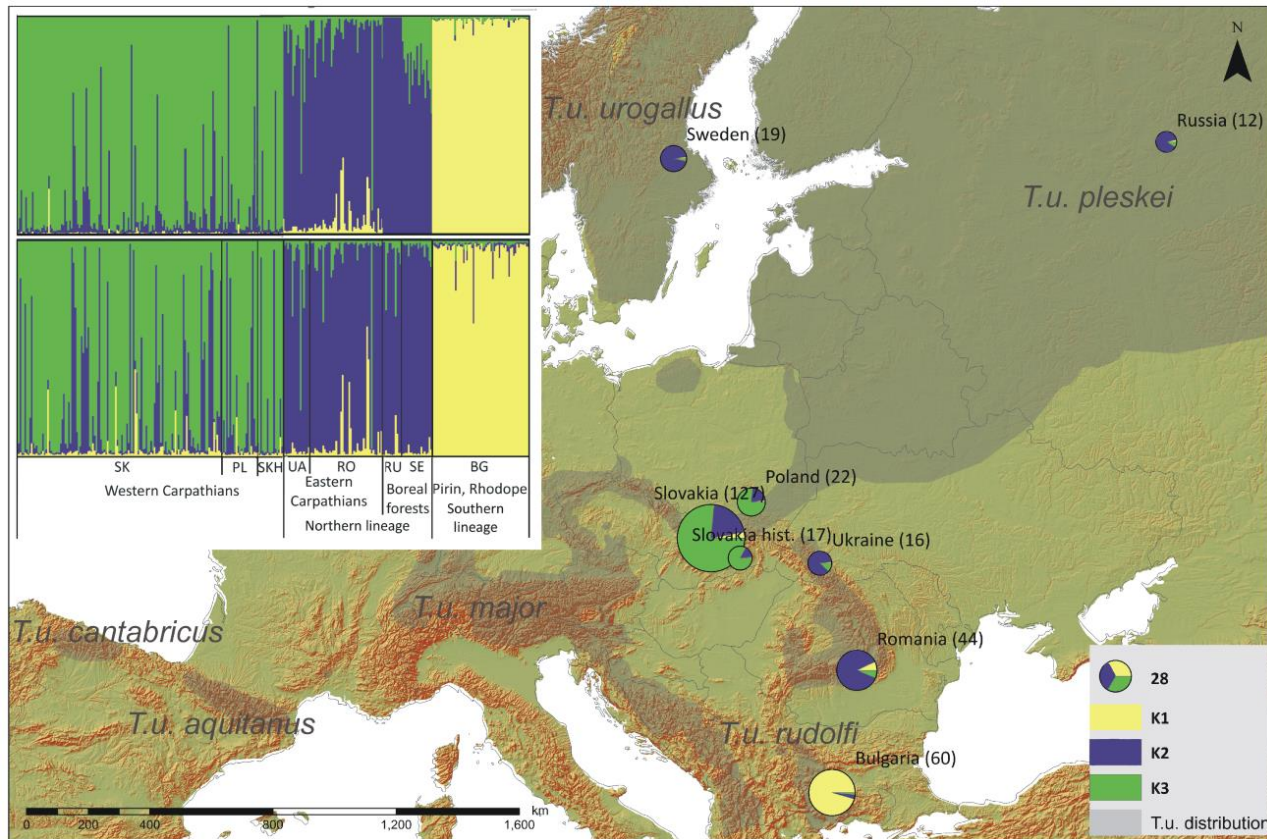 SK PL SKH UA RO RU SE BG
Western Carpathians
Eastern
Carpathians
Boreal
forests
Pirin, Rhodope
Southern
lineage
Northern lineage
T.u. urogallus
Sweden (19)
Russia (12)
T.u. pleskei
Poland (22)
Slovakia (127)
Slovakia hist. (17)
Ukraine (16)
T.u. major
T.u. cantabricus
Romania (44)
T.u. aquitanus
T.u. rudolfi
Bulgaria (60)
N
28
K1
K2
K3
T.u. distribution
km
0 200 400 800 1,200 1,600